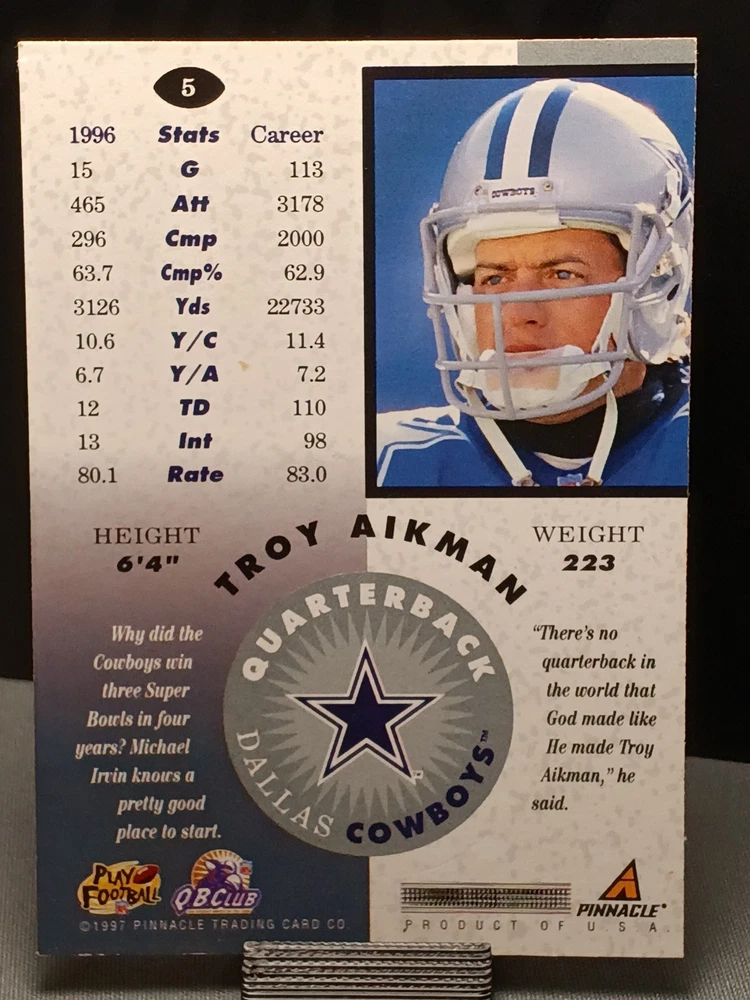 5
1996 Stats Career
15 G 113
465 Att 3178
296 Cmp 2000
63.7 Cmp% 62.9
3126 Yds 22733
10.6 Y/C 11.4
6.7 Y/A 7.2
12 TD 110
13 Int 98
80.1 Rate 83.0
COWBOYS
HEIGHT
6'4"
TROY AIKMAN
WEIGHT
223
QUARTERBACK
DALLAS COWBOYS™
Why did the
Cowboys win
three Super
Bowls in four
years? Michael
Irvin knows a
pretty good
place to start.
“There's no
quarterback in
the world that
God made like
He made Troy
Aikman,” he
said.
PLAY
FOOTBALL
QB CLUB
PINNACLE®
©1997 PINNACLE TRADING CARD CO.
PRODUCT OF U.S.A.